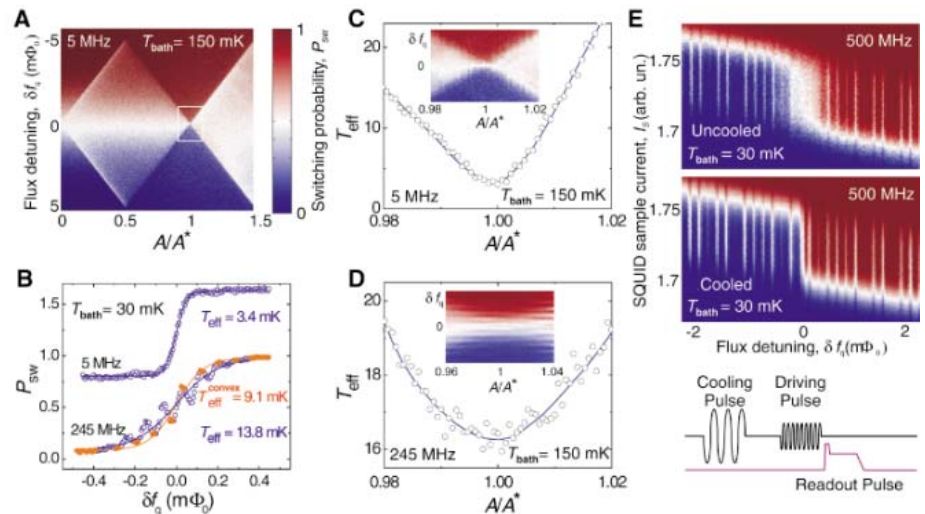 A
5 MHz
T_bath = 150 mK
Flux detuning, δf_q (mΦ₀)
-5
0
5
0
0.5
1
1.5
A/A*
1
0
Switching probability, P_sw
B
T_bath = 30 mK
T_eff = 3.4 mK
5 MHz
T_eff^convex = 9.1 mK
245 MHz
T_eff = 13.8 mK
P_sw
1.5
1.0
0.5
0.0
-0.4
-0.2
0.0
0.2
0.4
δf_q (mΦ₀)
C
T_eff
20
10
0
δf_q
0
0.98
1
1.02
A/A*
5 MHz
T_bath = 150 mK
0.98
1.00
1.02
A/A*
D
T_eff
20
18
16
δf_q
0
0.96
1
1.04
A/A*
245 MHz
T_bath = 150 mK
0.98
1.00
1.02
A/A*
E
SQUID sample current, I_s (arb. un.)
500 MHz
1.75
1.7
Uncooled
T_bath = 30 mK
500 MHz
1.75
1.7
Cooled
T_bath = 30 mK
-2
0
2
Flux detuning, δf_q (mΦ₀)
Cooling
Pulse
Driving
Pulse
Readout Pulse